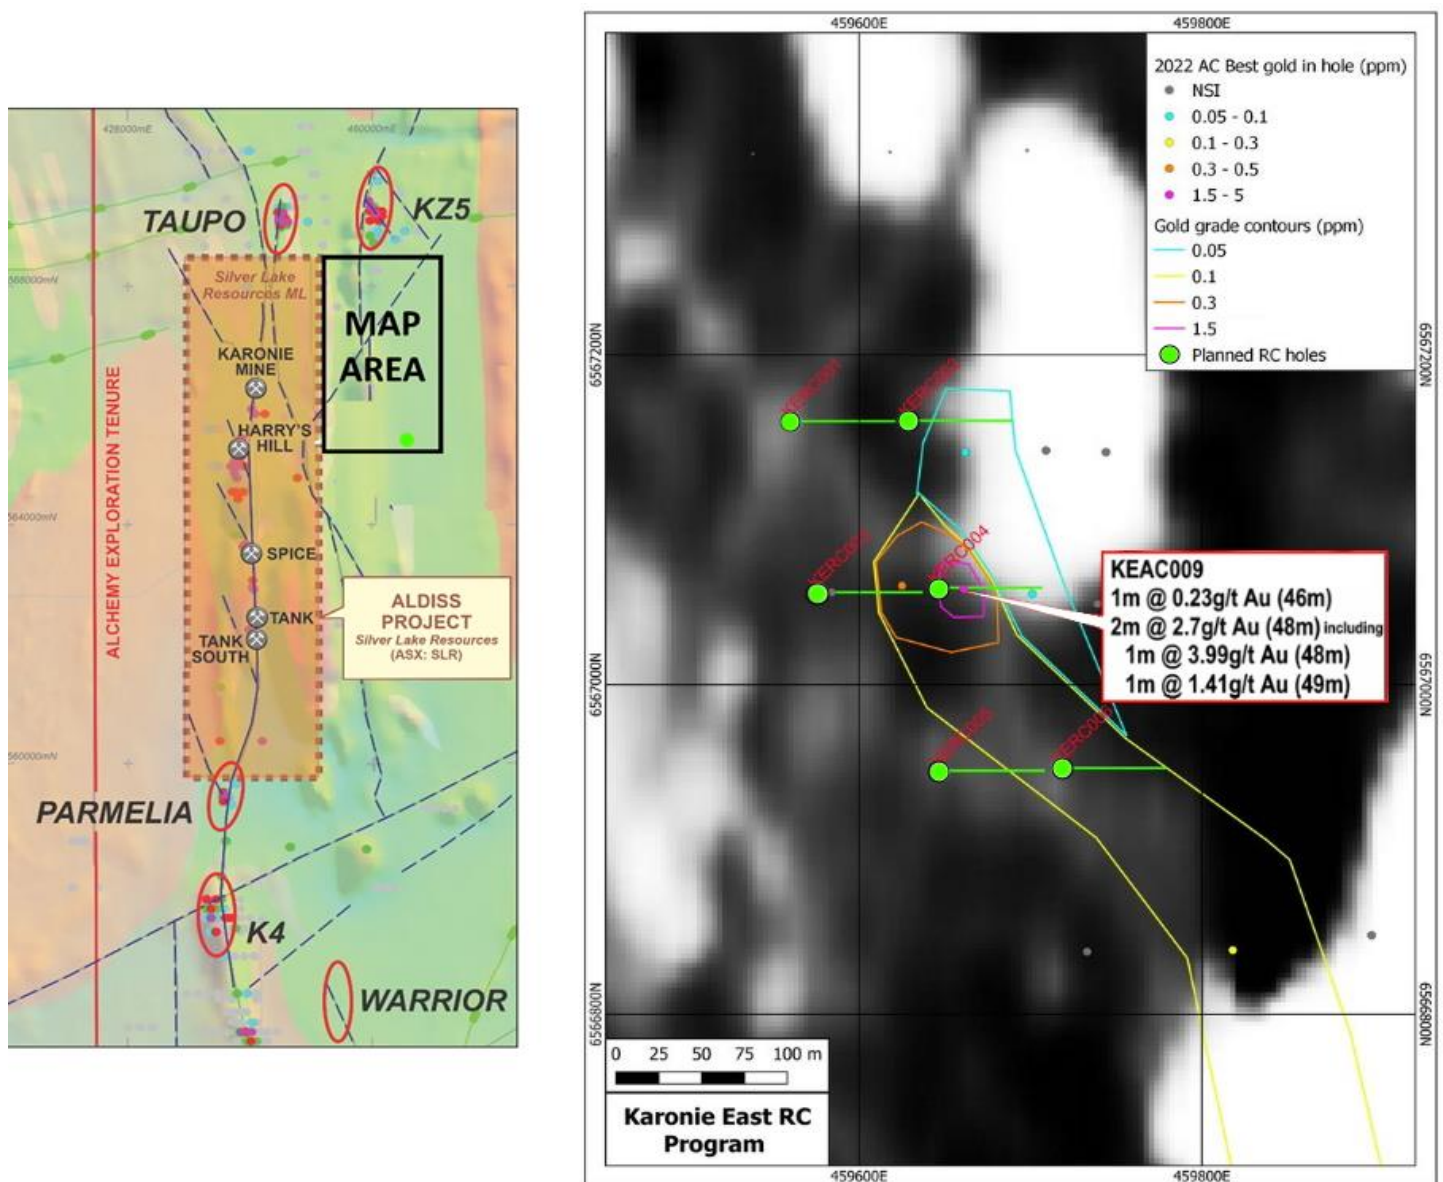 428000mE
460000mE
TAUPO
KZ5
Silver Lake
Resources ML
MAP
AREA
KARONIE
MINE
HARRY'S
HILL
564000mN
SPICE
ALCHEMY EXPLORATION TENURE
TANK
TANK
SOUTH
ALDISS
PROJECT
Silver Lake Resources
(ASX: SLR)
PARMELIA
K4
WARRIOR
459600E
459800E
2022 AC Best gold in hole (ppm)
NSI
0.05 - 0.1
0.1 - 0.3
0.3 - 0.5
1.5 - 5
Gold grade contours (ppm)
0.05
0.1
0.3
1.5
Planned RC holes
6567200N
6567200N
KERC004
KEAC009
1m @ 0.23g/t Au (46m)
2m @ 2.7g/t Au (48m) including
1m @ 3.99g/t Au (48m)
1m @ 1.41g/t Au (49m)
6567000N
6567000N
6566800N
6566800N
0 25 50 75 100 m
Karonie East RC
Program
459600E
459800E